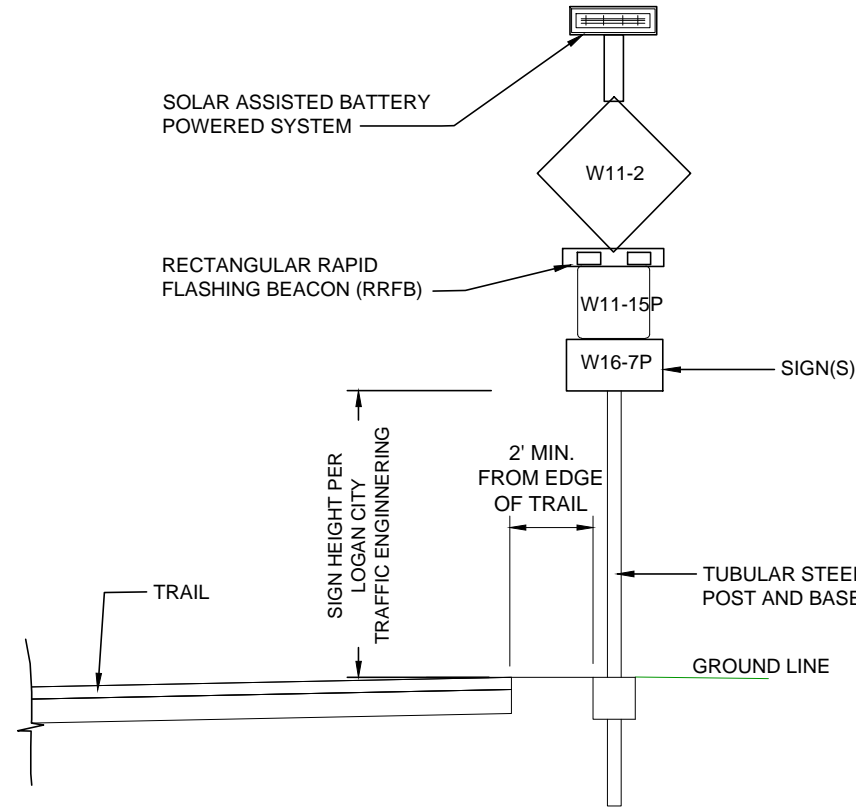 SOLAR ASSISTED BATTERY
POWERED SYSTEM
W11-2
RECTANGULAR RAPID
FLASHING BEACON (RRFB)
W11-15P
W16-7P
SIGN(S)
SIGN HEIGHT PER
LOGAN CITY
TRAFFIC ENGINNERING
2' MIN.
FROM EDGE
OF TRAIL
TRAIL
TUBULAR STEEL
POST AND BASE
GROUND LINE